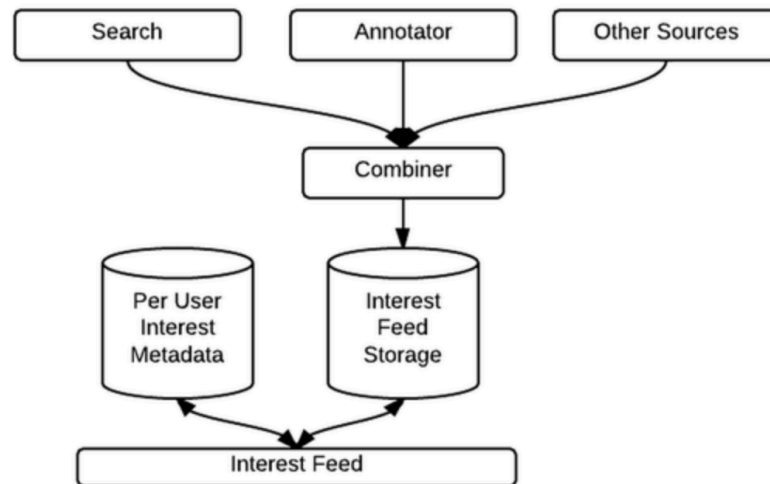 Search
Annotator
Other Sources
Combiner
Per User
Interest
Metadata
Interest
Feed
Storage
Interest Feed